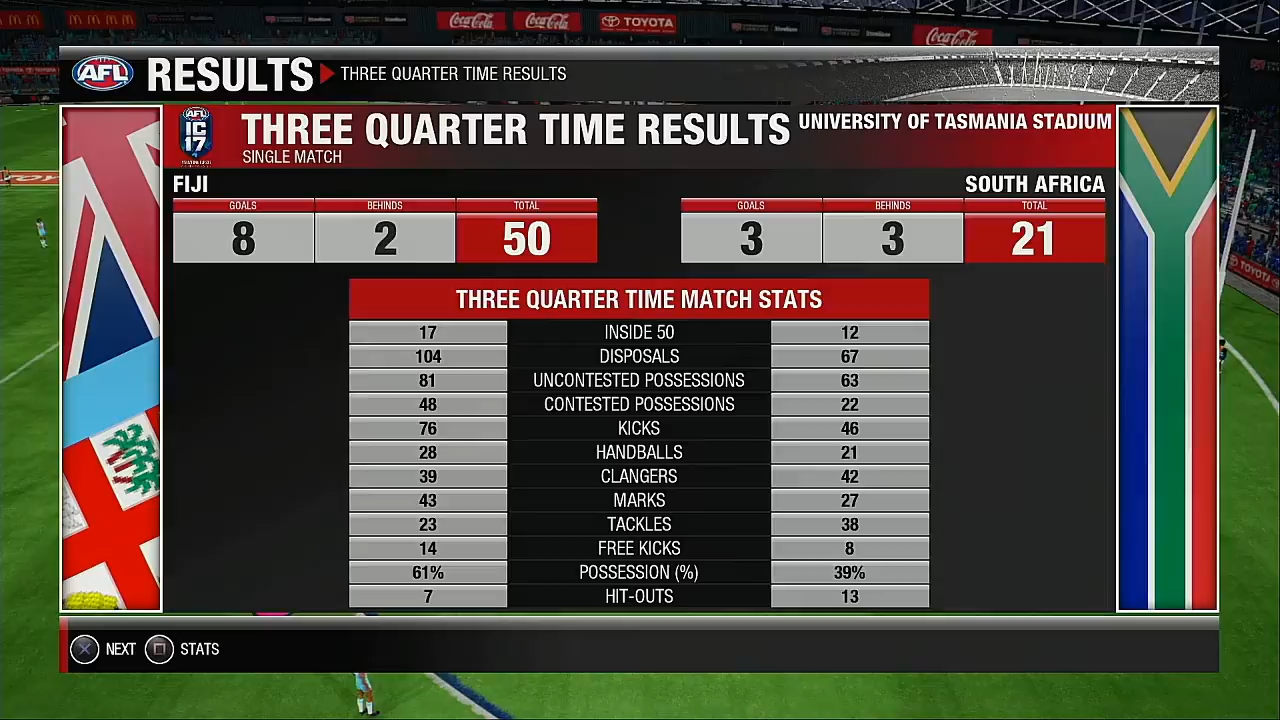 McDonald's
Coca-Cola
Coca-Cola
TOYOTA
Coca-Cola
AFL
RESULTS
THREE QUARTER TIME RESULTS
AFL
IC
17
THREE QUARTER TIME RESULTS
UNIVERSITY OF TASMANIA STADIUM
SINGLE MATCH
FIJI
SOUTH AFRICA
GOALS BEHINDS TOTAL GOALS BEHINDS TOTAL
8 2 50 3 3 21
THREE QUARTER TIME MATCH STATS
17 INSIDE 50 12
104 DISPOSALS 67
81 UNCONTESTED POSSESSIONS 63
48 CONTESTED POSSESSIONS 22
76 KICKS 46
28 HANDBALLS 21
39 CLANGERS 42
43 MARKS 27
23 TACKLES 38
14 FREE KICKS 8
61% POSSESSION (%) 39%
7 HIT-OUTS 13
NEXT STATS